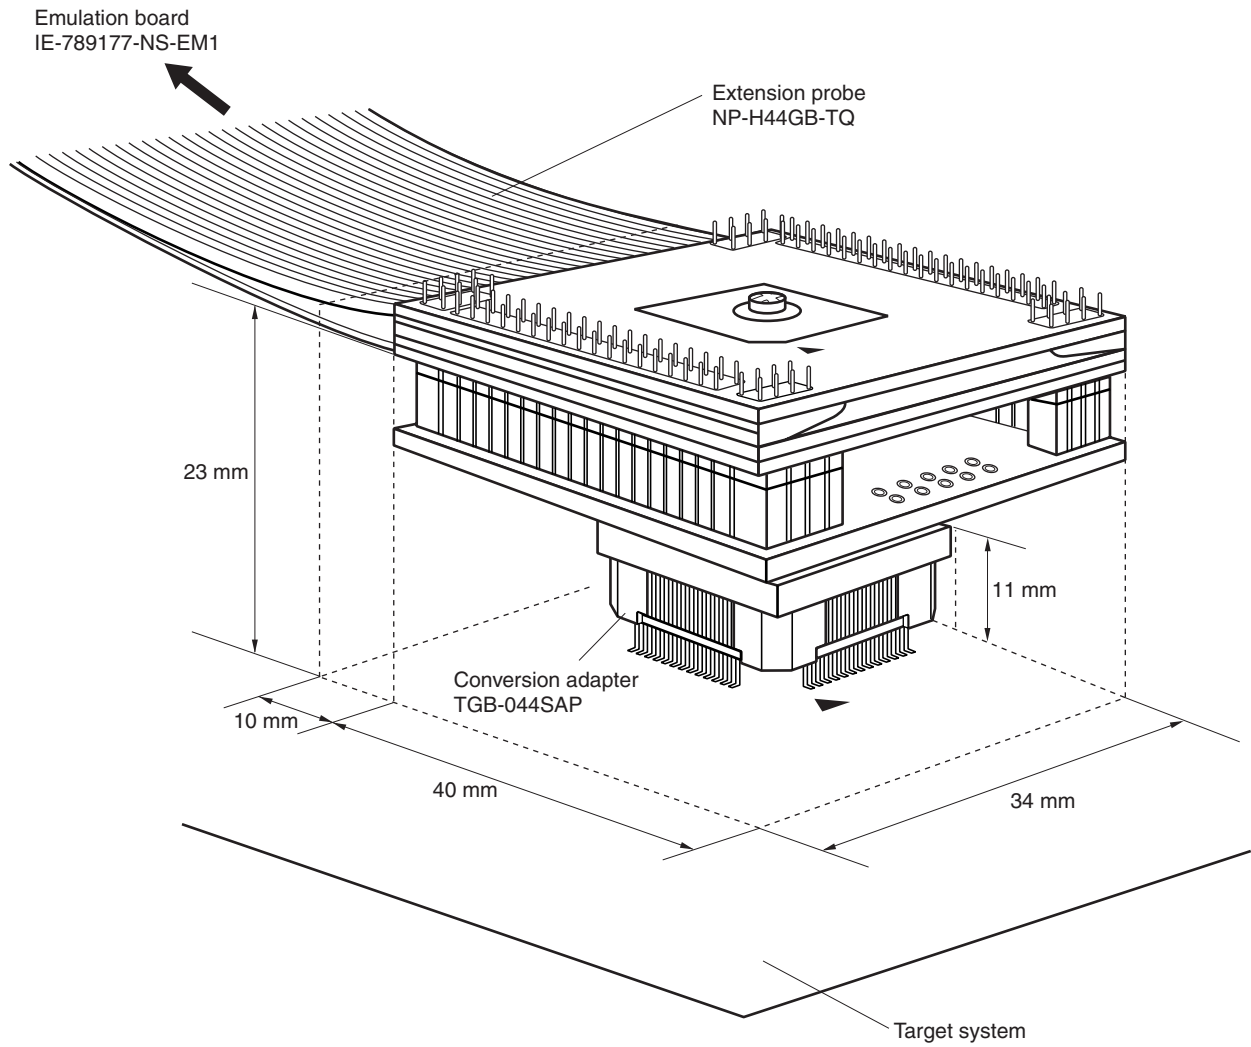 Emulation board
IE-789177-NS-EM1
Extension probe
NP-H44GB-TQ
23 mm
11 mm
Conversion adapter
TGB-044SAP
10 mm
40 mm
34 mm
Target system